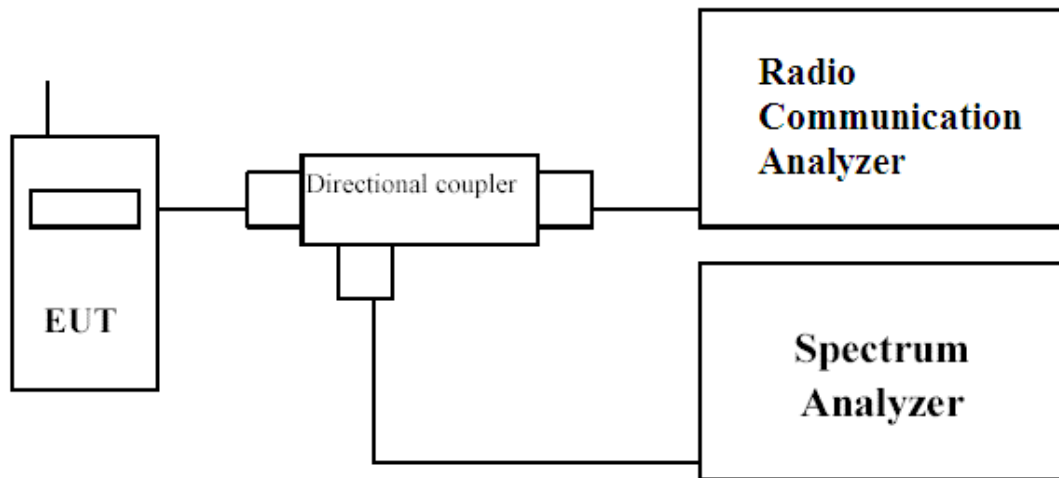 Radio
Communication
Analyzer
Directional coupler
EUT
Spectrum
Analyzer